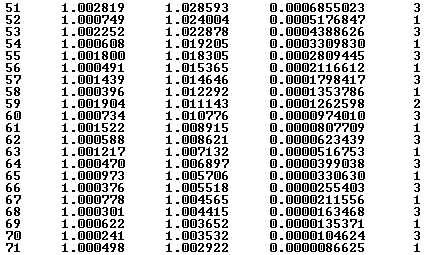 51 1.002819 1.028593 0.0006855023 3
52 1.000749 1.024004 0.0005176847 1
53 1.002252 1.022878 0.0004388626 3
54 1.000608 1.019205 0.0003309830 1
55 1.001800 1.018305 0.0002809445 3
56 1.000491 1.015365 0.0002116612 1
57 1.001439 1.014646 0.0001798417 3
58 1.000396 1.012292 0.0001353786 1
59 1.001904 1.011143 0.0001262598 2
60 1.000734 1.010776 0.0000974010 3
61 1.001522 1.008915 0.0000807709 1
62 1.000588 1.008621 0.0000623439 3
63 1.001217 1.007132 0.0000516753 1
64 1.000470 1.006897 0.0000399038 3
65 1.000973 1.005706 0.0000330630 1
66 1.000376 1.005518 0.0000255403 3
67 1.000778 1.004565 0.0000211556 1
68 1.000301 1.004415 0.0000163468 3
69 1.000622 1.003652 0.0000135371 1
70 1.000241 1.003532 0.0000104624 3
71 1.000498 1.002922 0.0000086625 1